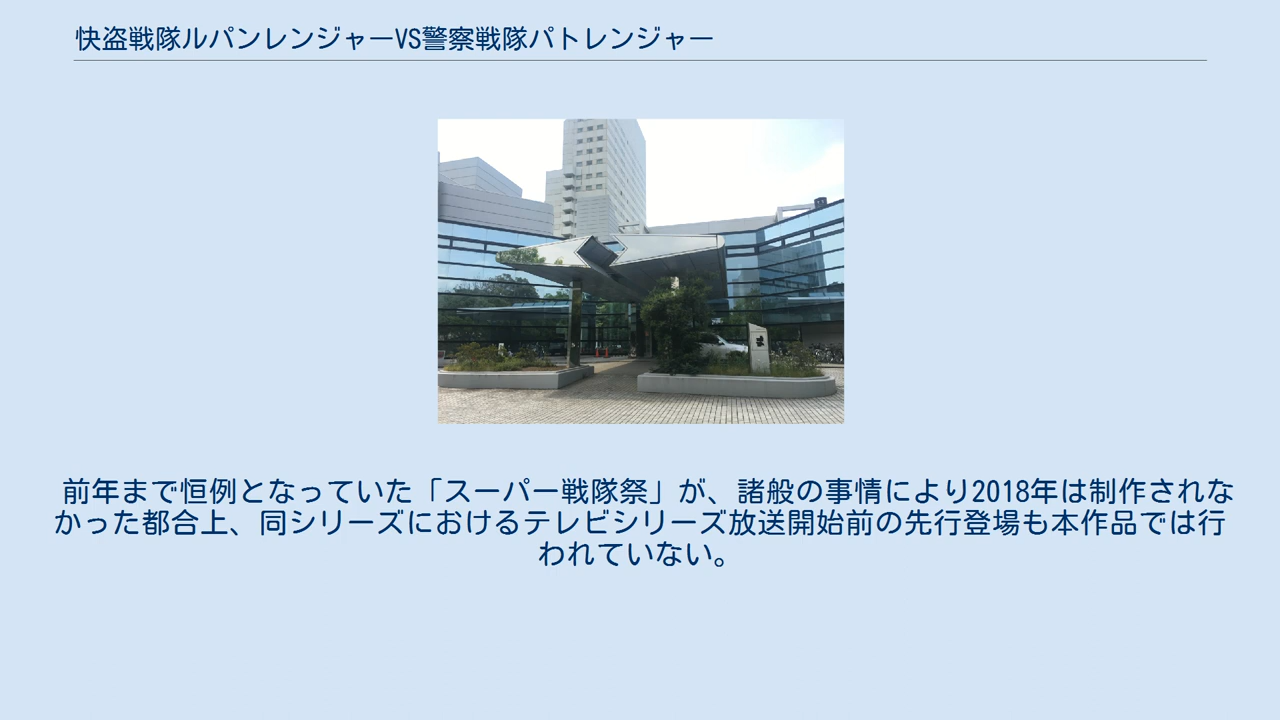 快盗戦隊ルパンレンジャーVS警察戦隊パトレンジャー
前年まで恒例となっていた「スーパー戦隊祭」が、諸般の事情により2018年は制作されな
かった都合上、同シリーズにおけるテレビシリーズ放送開始前の先行登場も本作品では行
われていない。